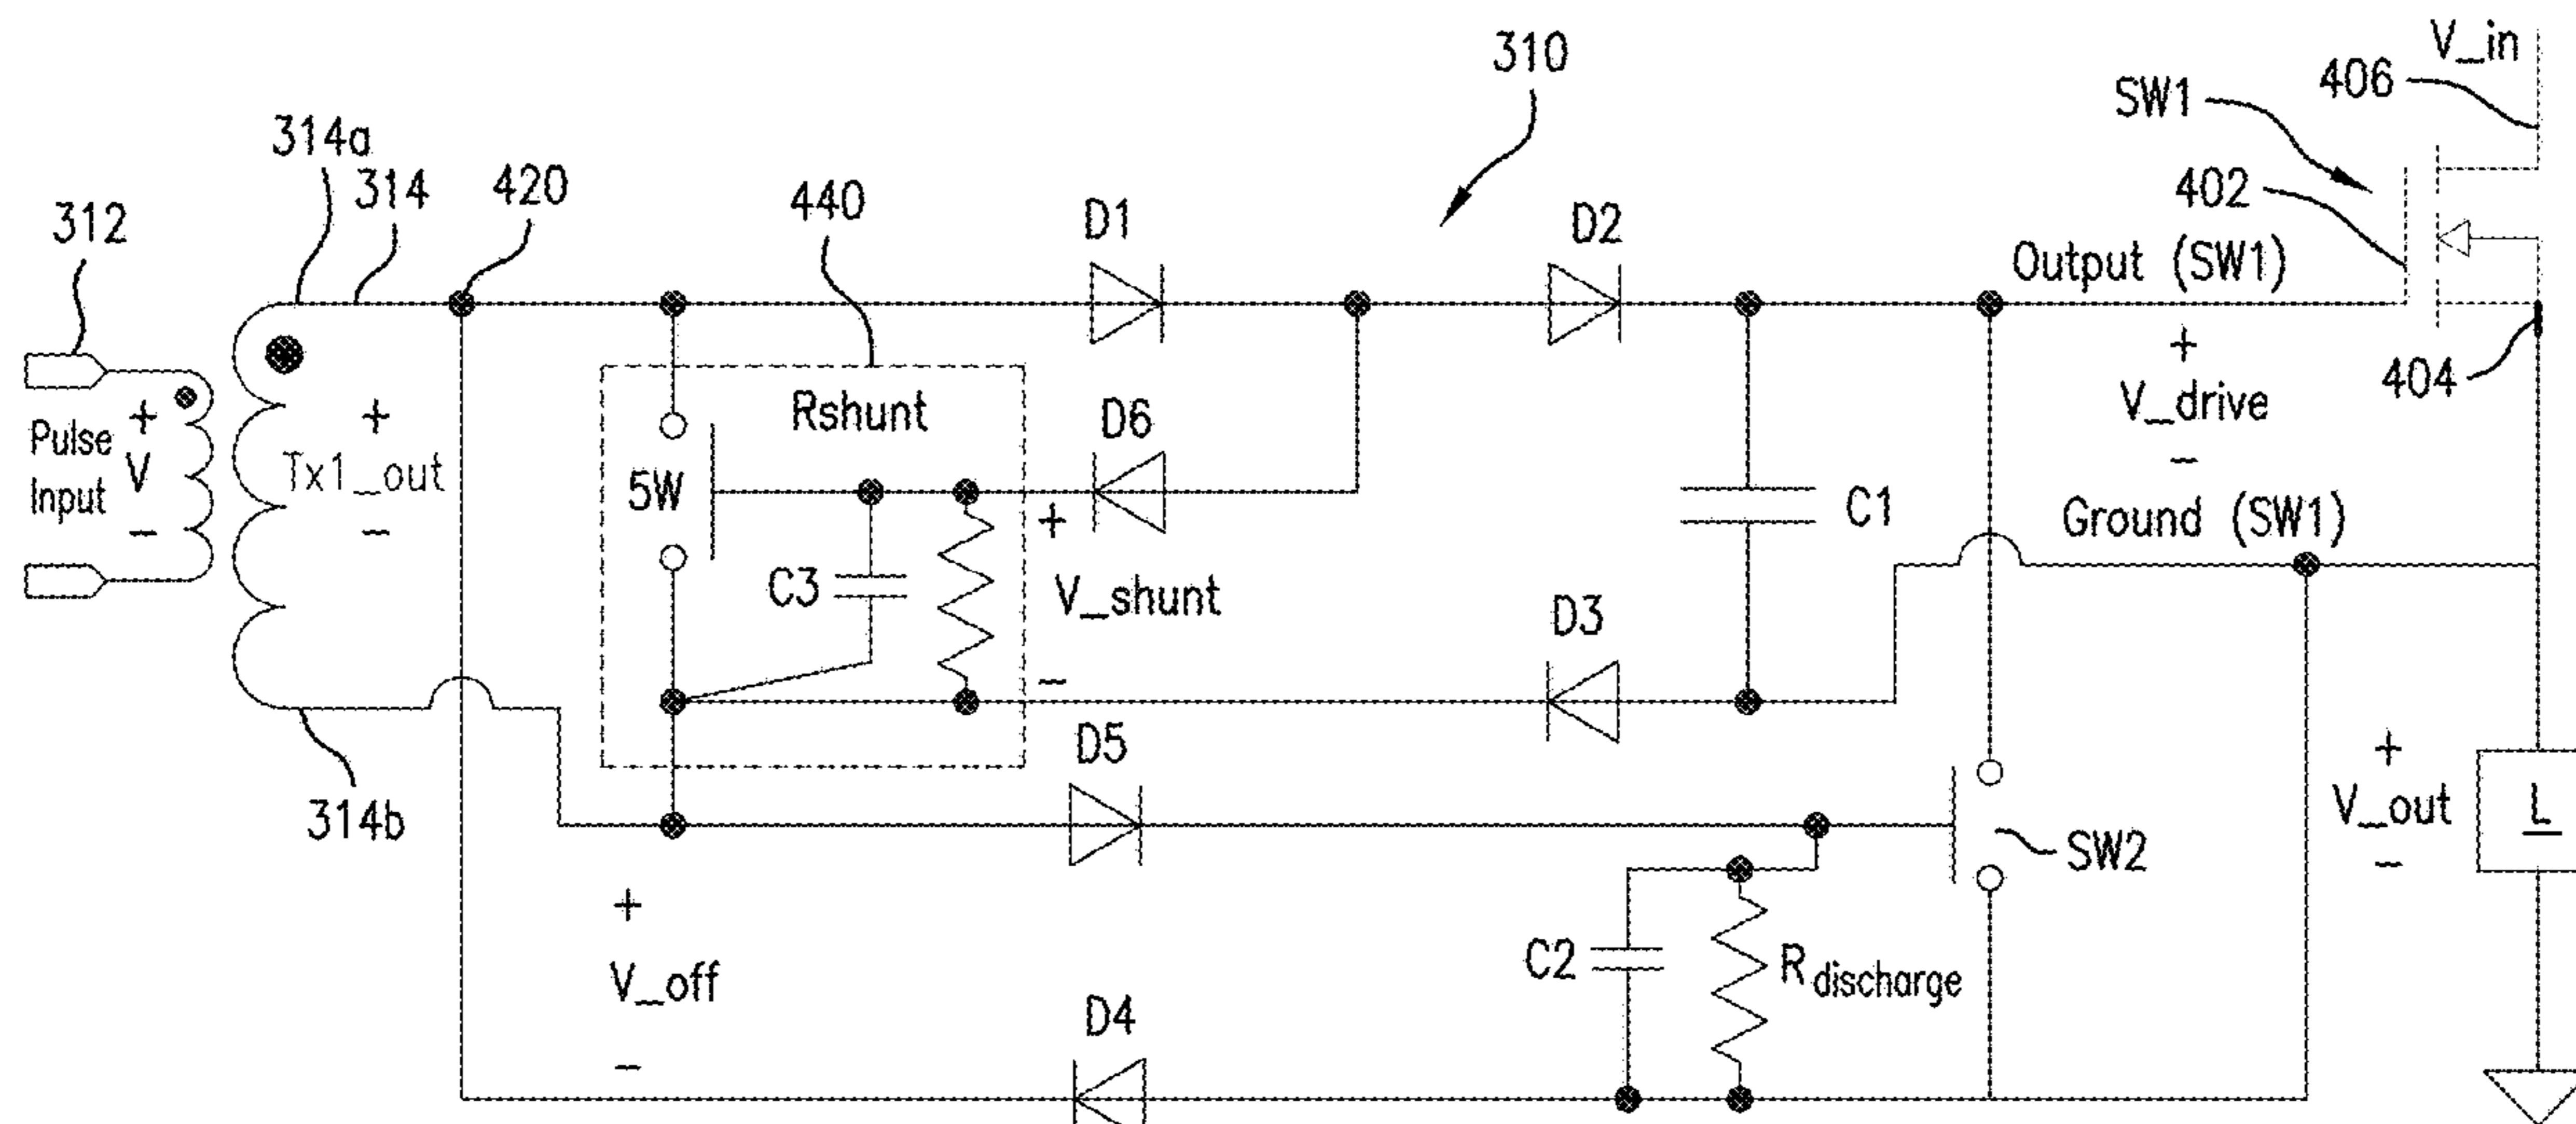 310
V_in
406
SW1
314a
314
420
440
D1
D2
402
312
Output (SW1)
404
+
V_drive
-
Rshunt
D6
Pulse
Input
+
V
-
+
Tx1_out
-
5W
C1
Ground (SW1)
C3
+
V_shunt
-
D3
D5
314b
SW2
+
V_out
-
L
+
V_off
-
C2
Rdischarge
D4